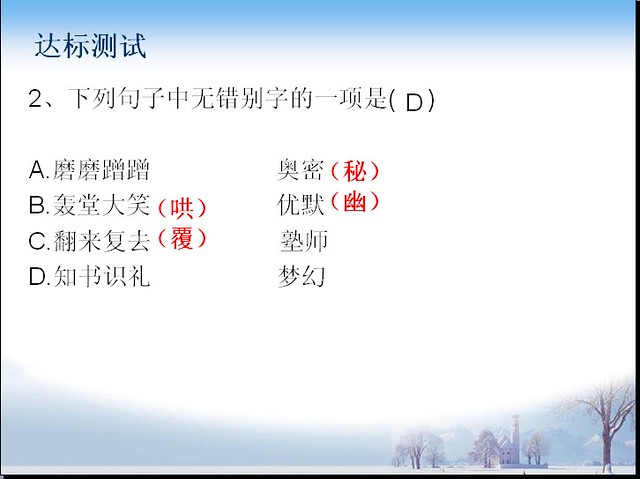 达标测试
2、下列句子中无错别字的一项是( D )
A.磨磨蹭蹭 奥密（秘）
B.轰堂大笑（哄） 优默（幽）
C.翻来复去（覆） 塾师
D.知书识礼 梦幻